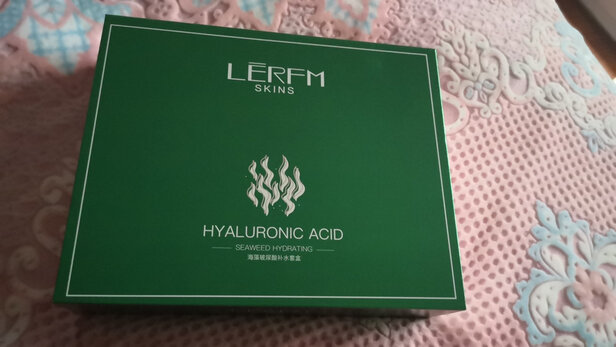 LĒRFM
SKINS
HYALURONIC ACID
SEAWEED HYDRATING
海藻玻尿酸补水套盒